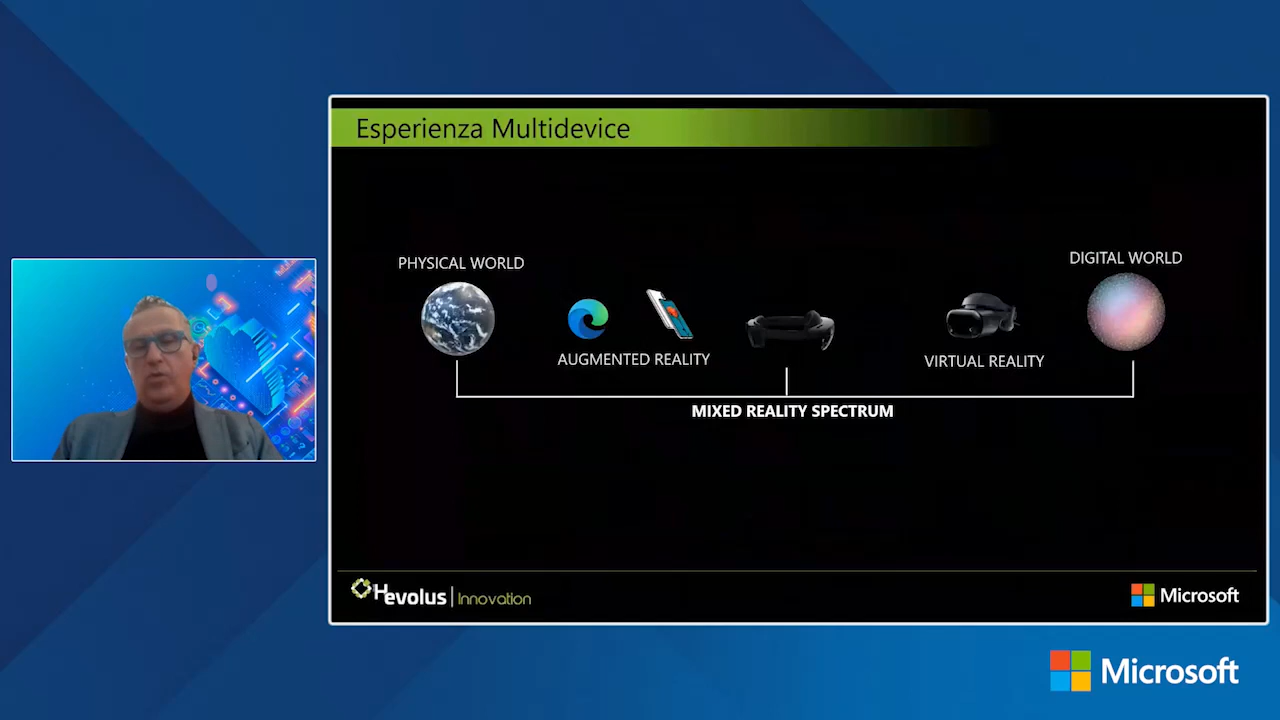 Esperienza Multidevice
PHYSICAL WORLD
DIGITAL WORLD
AUGMENTED REALITY
VIRTUAL REALITY
MIXED REALITY SPECTRUM
Hevolus Innovation
Microsoft
Microsoft